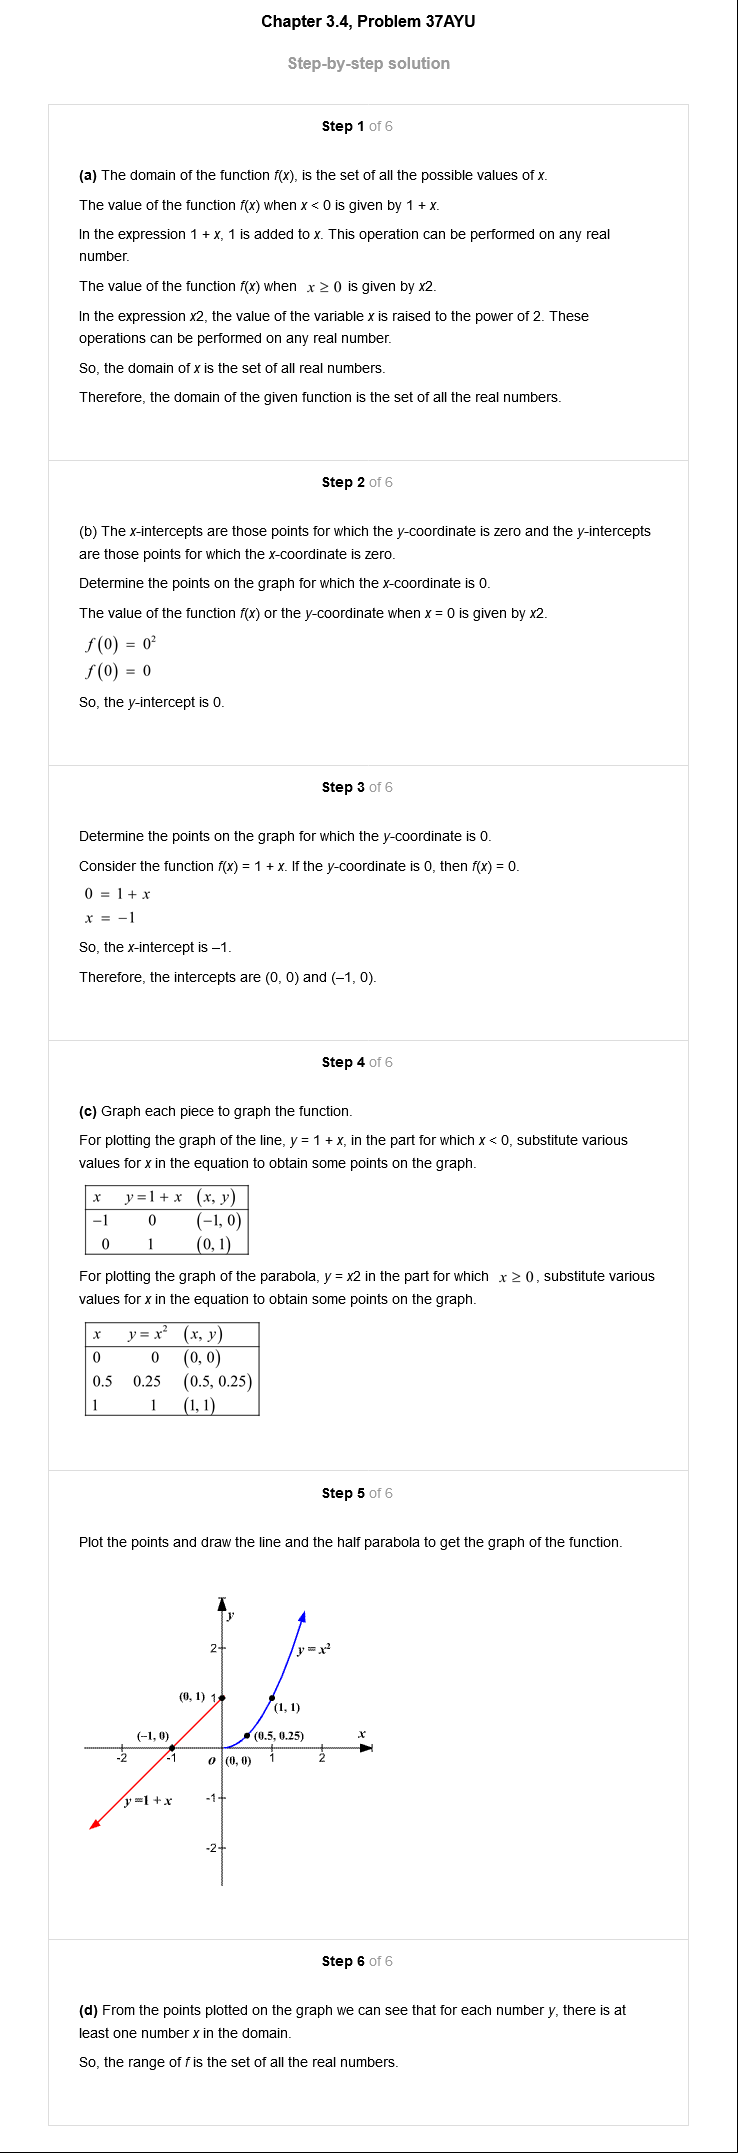 Chapter 3.4, Problem 37AYU
Step-by-step solution
Step 1 of 6
(a) The domain of the function f(x), is the set of all the possible values of x.
The value of the function f(x) when x < 0 is given by 1 + x.
In the expression 1 + x, 1 is added to x. This operation can be performed on any real
number.
The value of the function f(x) when x ≥ 0 is given by x2.
In the expression x2, the value of the variable x is raised to the power of 2. These
operations can be performed on any real number.
So, the domain of x is the set of all real numbers.
Therefore, the domain of the given function is the set of all the real numbers.
Step 2 of 6
(b) The x-intercepts are those points for which the y-coordinate is zero and the y-intercepts
are those points for which the x-coordinate is zero.
Determine the points on the graph for which the x-coordinate is 0.
The value of the function f(x) or the y-coordinate when x = 0 is given by x2.
f(0) = 0²
f(0) = 0
So, the y-intercept is 0.
Step 3 of 6
Determine the points on the graph for which the y-coordinate is 0.
Consider the function f(x) = 1 + x. If the y-coordinate is 0, then f(x) = 0.
0 = 1 + x
x = −1
So, the x-intercept is –1.
Therefore, the intercepts are (0, 0) and (–1, 0).
Step 4 of 6
(c) Graph each piece to graph the function.
For plotting the graph of the line, y = 1 + x, in the part for which x < 0, substitute various
values for x in the equation to obtain some points on the graph.
x y=1 + x (x, y)
−1 0 (−1, 0)
0 1 (0, 1)
For plotting the graph of the parabola, y = x2 in the part for which x ≥ 0, substitute various
values for x in the equation to obtain some points on the graph.
x y = x² (x, y)
0 0 (0, 0)
0.5 0.25 (0.5, 0.25)
1 1 (1, 1)
Step 5 of 6
Plot the points and draw the line and the half parabola to get the graph of the function.
y
2
y = x²
(0, 1) 1
(1, 1)
(−1, 0)
(0.5, 0.25)
x
-2 -1 O (0, 0) 1 2
y =1 + x
-1
-2
Step 6 of 6
(d) From the points plotted on the graph we can see that for each number y, there is at
least one number x in the domain.
So, the range of f is the set of all the real numbers.